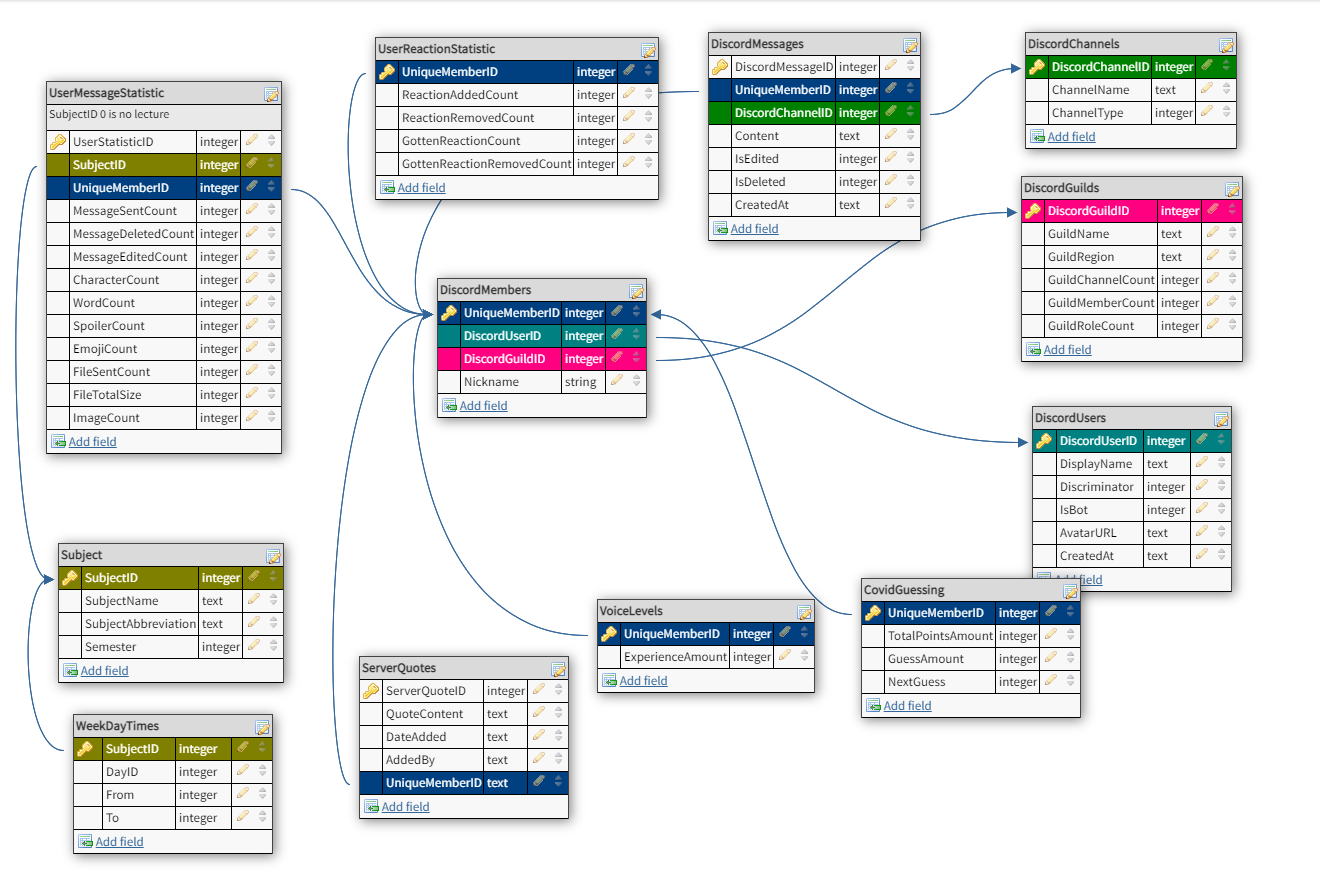 UserMessageStatistic
SubjectID 0 is no lecture
UserStatisticID integer
SubjectID integer
UniqueMemberID integer
MessageSentCount integer
MessageDeletedCount integer
MessageEditedCount integer
CharacterCount integer
WordCount integer
SpoilerCount integer
EmojiCount integer
FileSentCount integer
FileTotalSize integer
ImageCount integer
Add field
UserReactionStatistic
UniqueMemberID integer
ReactionAddedCount integer
ReactionRemovedCount integer
GottenReactionCount integer
GottenReactionRemovedCount integer
Add field
DiscordMessages
DiscordMessageID integer
UniqueMemberID integer
DiscordChannelID integer
Content text
IsEdited integer
IsDeleted integer
CreatedAt text
Add field
DiscordChannels
DiscordChannelID integer
ChannelName text
ChannelType integer
Add field
DiscordGuilds
DiscordGuildID integer
GuildName text
GuildRegion text
GuildChannelCount integer
GuildMemberCount integer
GuildRoleCount integer
Add field
DiscordMembers
UniqueMemberID integer
DiscordUserID integer
DiscordGuildID integer
Nickname string
Add field
DiscordUsers
DiscordUserID integer
DisplayName text
Discriminator integer
IsBot integer
AvatarURL text
CreatedAt text
field
Subject
SubjectID integer
SubjectName text
SubjectAbbreviation text
Semester integer
Add field
WeekDayTimes
SubjectID integer
DayID integer
From integer
To integer
Add field
ServerQuotes
ServerQuoteID integer
QuoteContent text
DateAdded text
AddedBy text
UniqueMemberID text
Add field
VoiceLevels
UniqueMemberID integer
ExperienceAmount integer
Add field
CovidGuessing
UniqueMemberID integer
TotalPointsAmount integer
GuessAmount integer
NextGuess integer
Add field